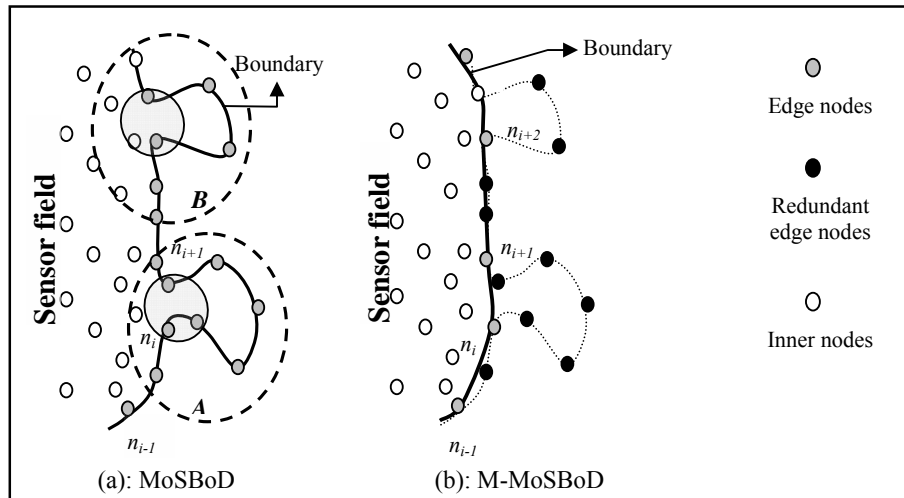 Boundary
Sensor field
B
n_{i+1}
n_i
A
n_{i-1}
(a): MoSBoD
Boundary
n_{i+2}
n_{i+1}
n_i
n_{i-1}
(b): M-MoSBoD
Sensor field
Edge nodes
Redundant
edge nodes
Inner nodes